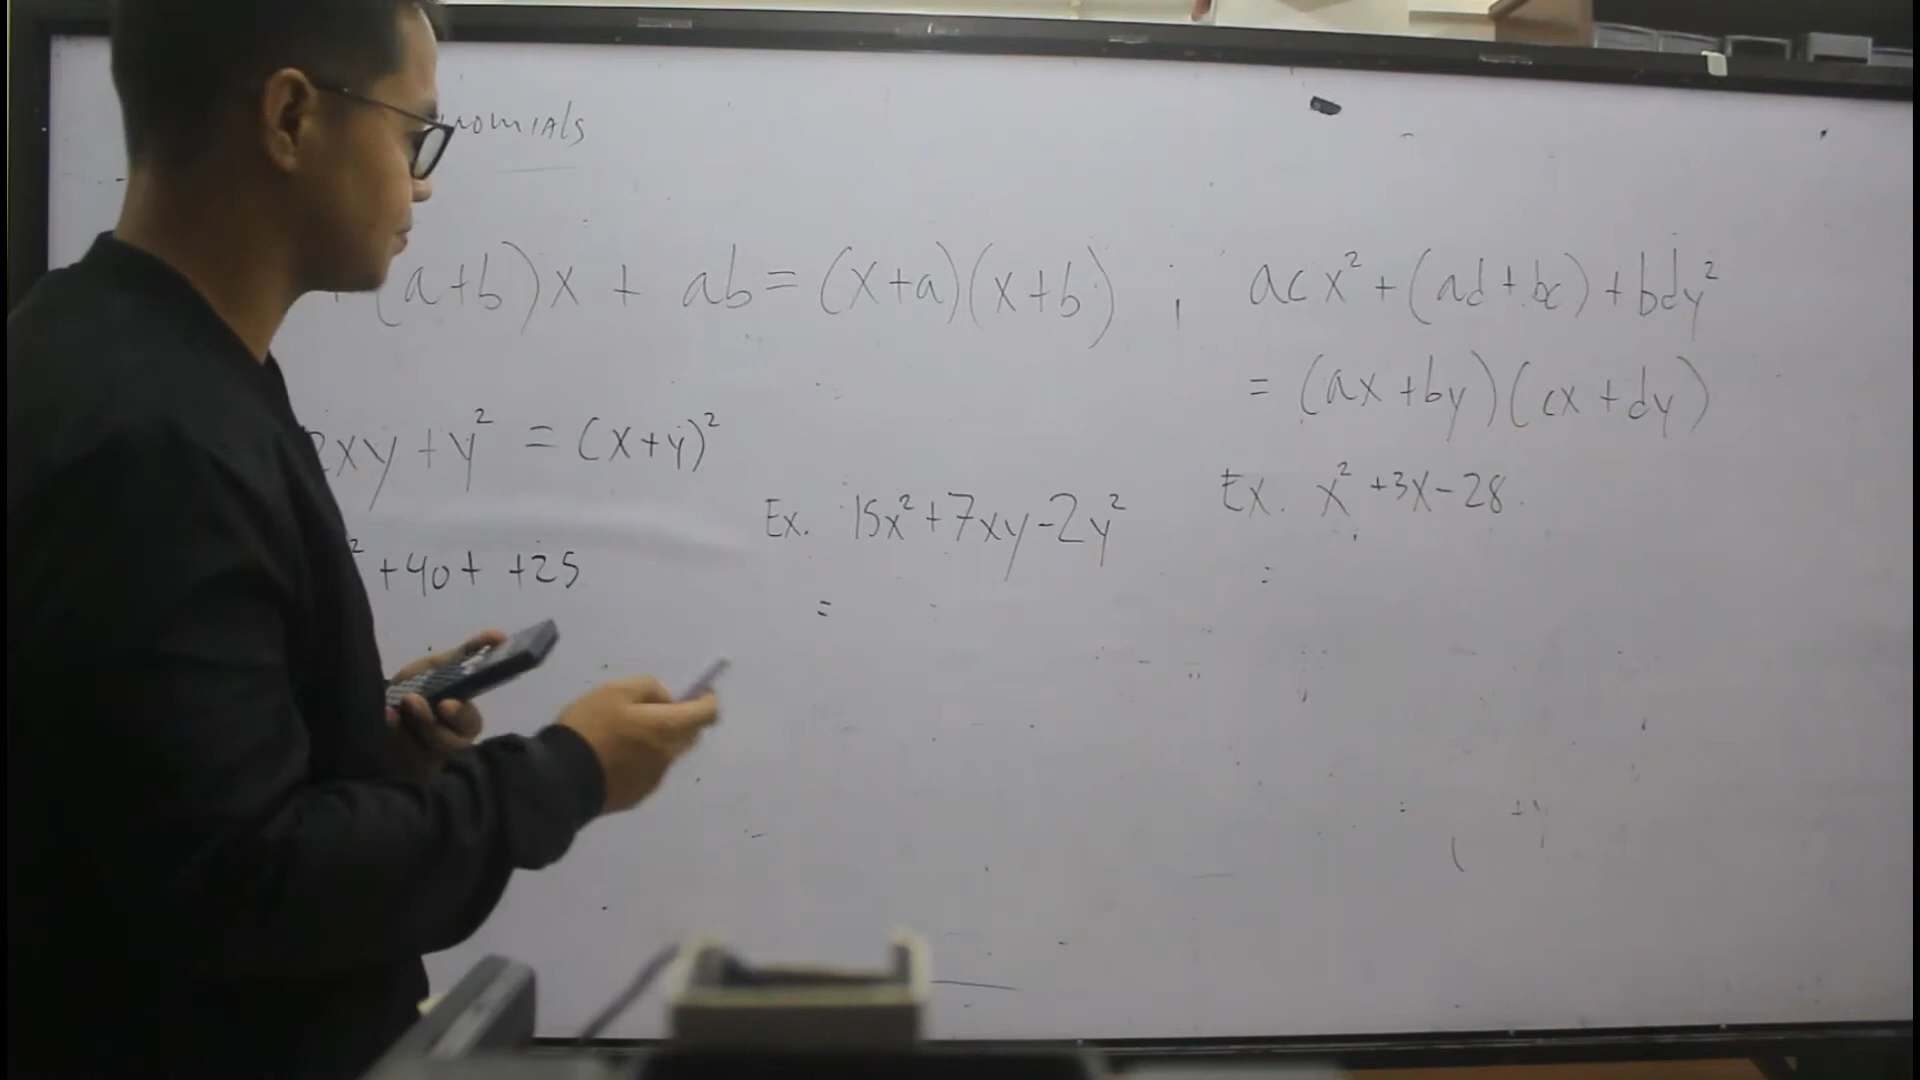 (a+b)x + ab = (x+a)(x+b) ; acx² + (ad+bc) + bdy²
= (ax+by)(cx+dy)
2xy + y² = (x+y)²
Ex. x² +3x-28
Ex. 15x²+7xy-2y²
² +40t +25
=
=